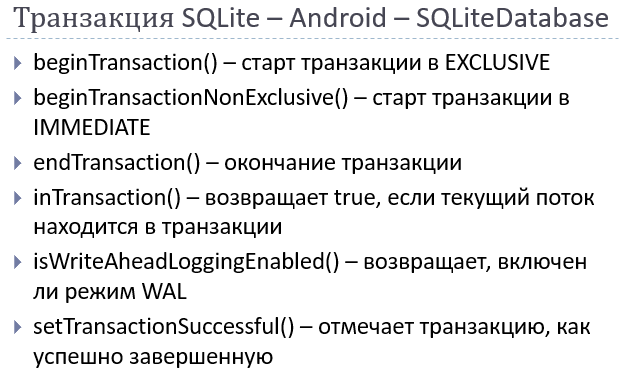 Транзакция SQLite – Android – SQLiteDatabase
beginTransaction() – старт транзакции в EXCLUSIVE
beginTransactionNonExclusive() – старт транзакции в
IMMEDIATE
endTransaction() – окончание транзакции
inTransaction() – возвращает true, если текущий поток
находится в транзакции
isWriteAheadLoggingEnabled() – возвращает, включен
ли режим WAL
setTransactionSuccessful() – отмечает транзакцию, как
успешно завершенную